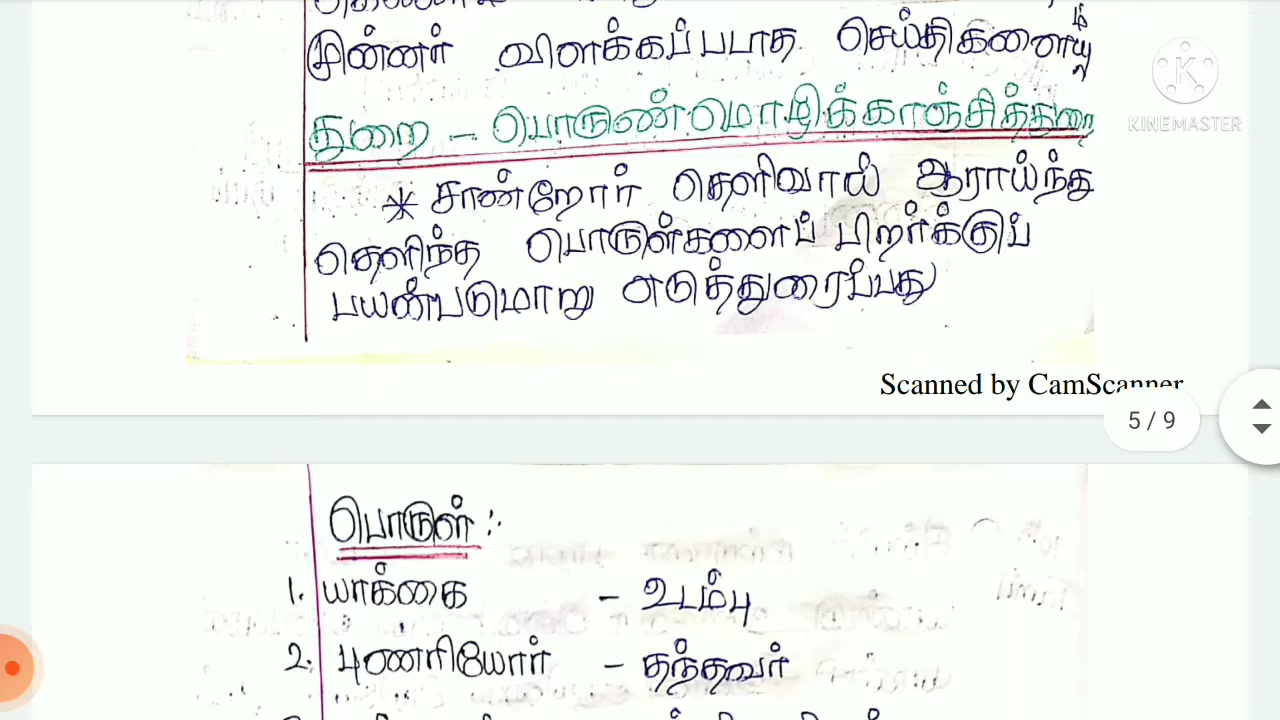 முன்னர் விளக்கப்படாத செய்திகளையும்
KINEMASTER
துறை - பொருண்மொழிக்காஞ்சித்துறை
* சான்றோர் தெளிவாய் ஆராய்ந்து
தெளிந்த பொருள்களைப் பிறர்க்குப்
பயன்படுமாறு எடுத்துரைப்பது
Scanned by CamScanner
5 / 9
பொருள் :
1. யாக்கை - உடம்பு
2. புணரியோர் - தந்தவர்